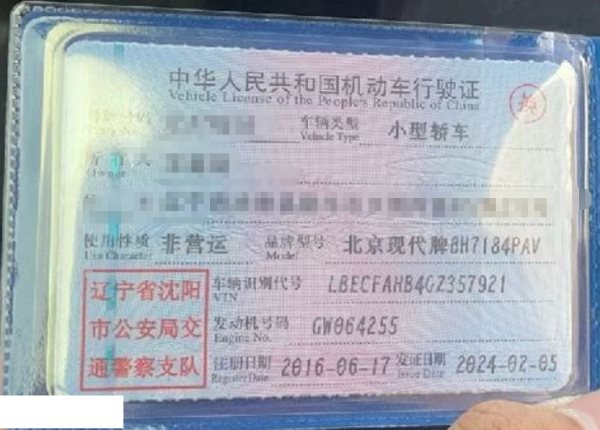 中华人民共和国机动车行驶证
Vehicle License of the People's Republic of China
换
车辆类型 小型轿车
Vehicle Type
所有人
Owner
使用性质 非营运 品牌型号 北京现代牌BH7184PAV
Use Character Model
车辆识别代号 LBECFAHB4GZ357921
VIN
发动机号码 GW064255
Engine No.
辽宁省沈阳
市公安局交
通警察支队
注册日期 2016-06-17 发证日期 2024-02-05
Register Date Issue Date